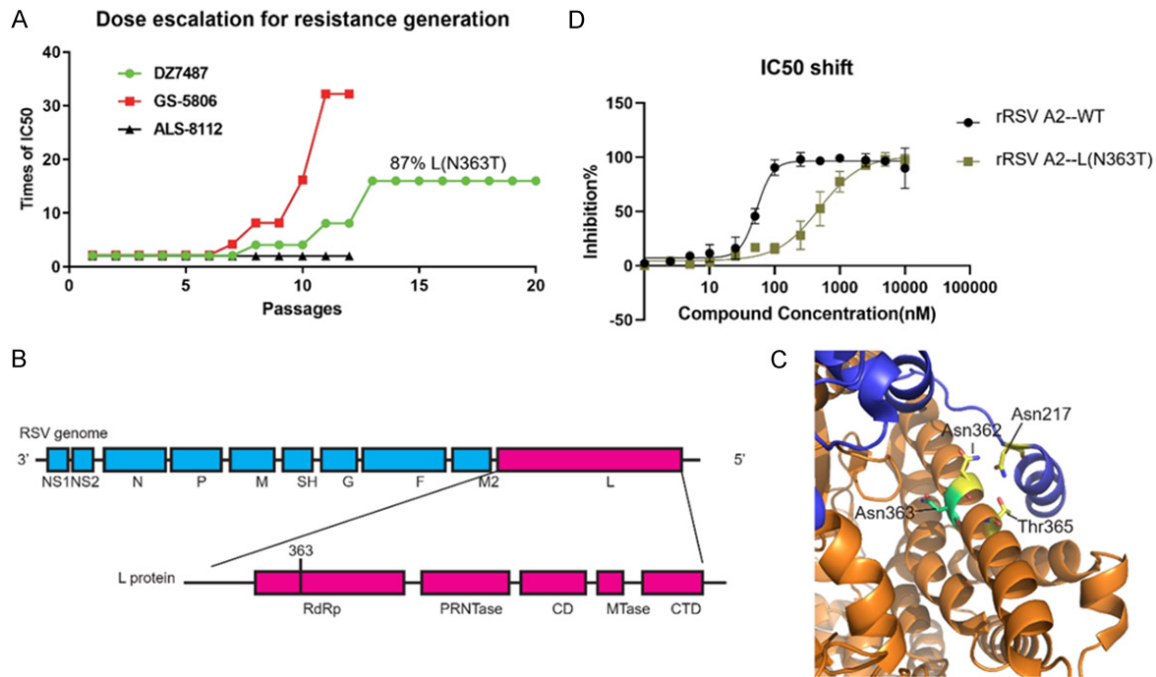 A
Dose escalation for resistance generation
40
30
20
10
0
Times of IC50
DZ7487
GS-5806
ALS-8112
87% L(N363T)
0 5 10 15 20
Passages
D
IC50 shift
150
100
50
0
-50
Inhibition%
10 100 1000 10000 100000
Compound Concentration(nM)
rRSV A2--WT
rRSV A2--L(N363T)
B
RSV genome
3’ 5’
NS1 NS2 N P M SH G F M2 L
363
L protein
RdRp PRNTase CD MTase CTD
C
Asn217
Asn362
Asn363
Thr365